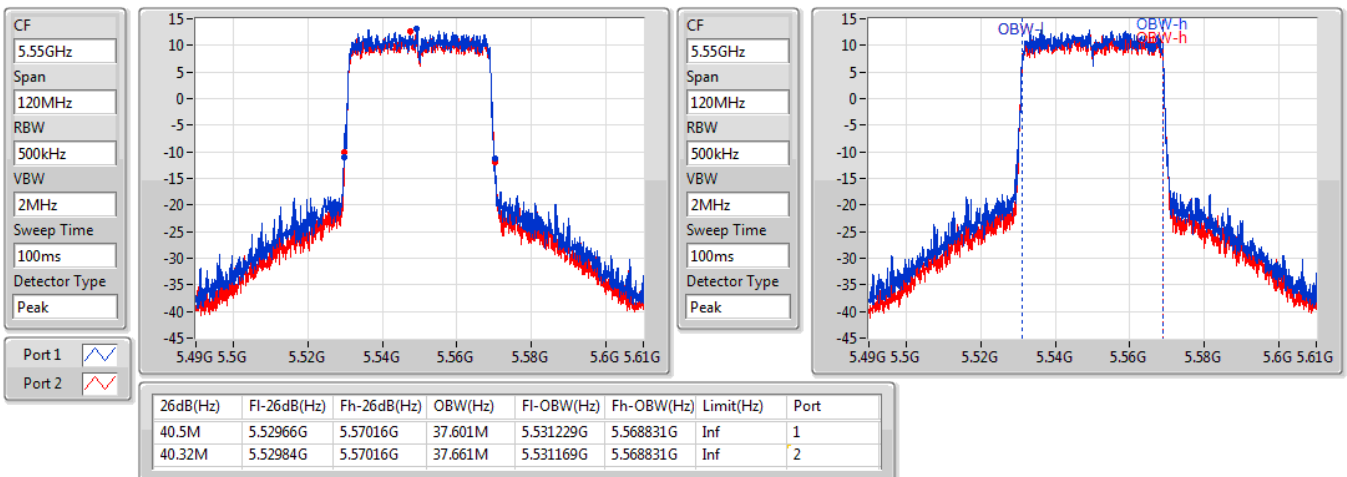 CF
5.55GHz
Span
120MHz
RBW
500kHz
VBW
2MHz
Sweep Time
100ms
Detector Type
Peak
Port 1
Port 2
15
10
5
0
-5
-10
-15
-20
-25
-30
-35
-40
-45
5.49G 5.5G 5.52G 5.54G 5.56G 5.58G 5.6G 5.61G
CF
5.55GHz
Span
120MHz
RBW
500kHz
VBW
2MHz
Sweep Time
100ms
Detector Type
Peak
15
10
5
0
-5
-10
-15
-20
-25
-30
-35
-40
-45
OBW-l
OBW-h
OBW-h
5.49G 5.5G 5.52G 5.54G 5.56G 5.58G 5.6G 5.61G
26dB(Hz) Fl-26dB(Hz) Fh-26dB(Hz) OBW(Hz) Fl-OBW(Hz) Fh-OBW(Hz) Limit(Hz) Port
40.5M 5.52966G 5.57016G 37.601M 5.531229G 5.568831G Inf 1
40.32M 5.52984G 5.57016G 37.661M 5.531169G 5.568831G Inf 2